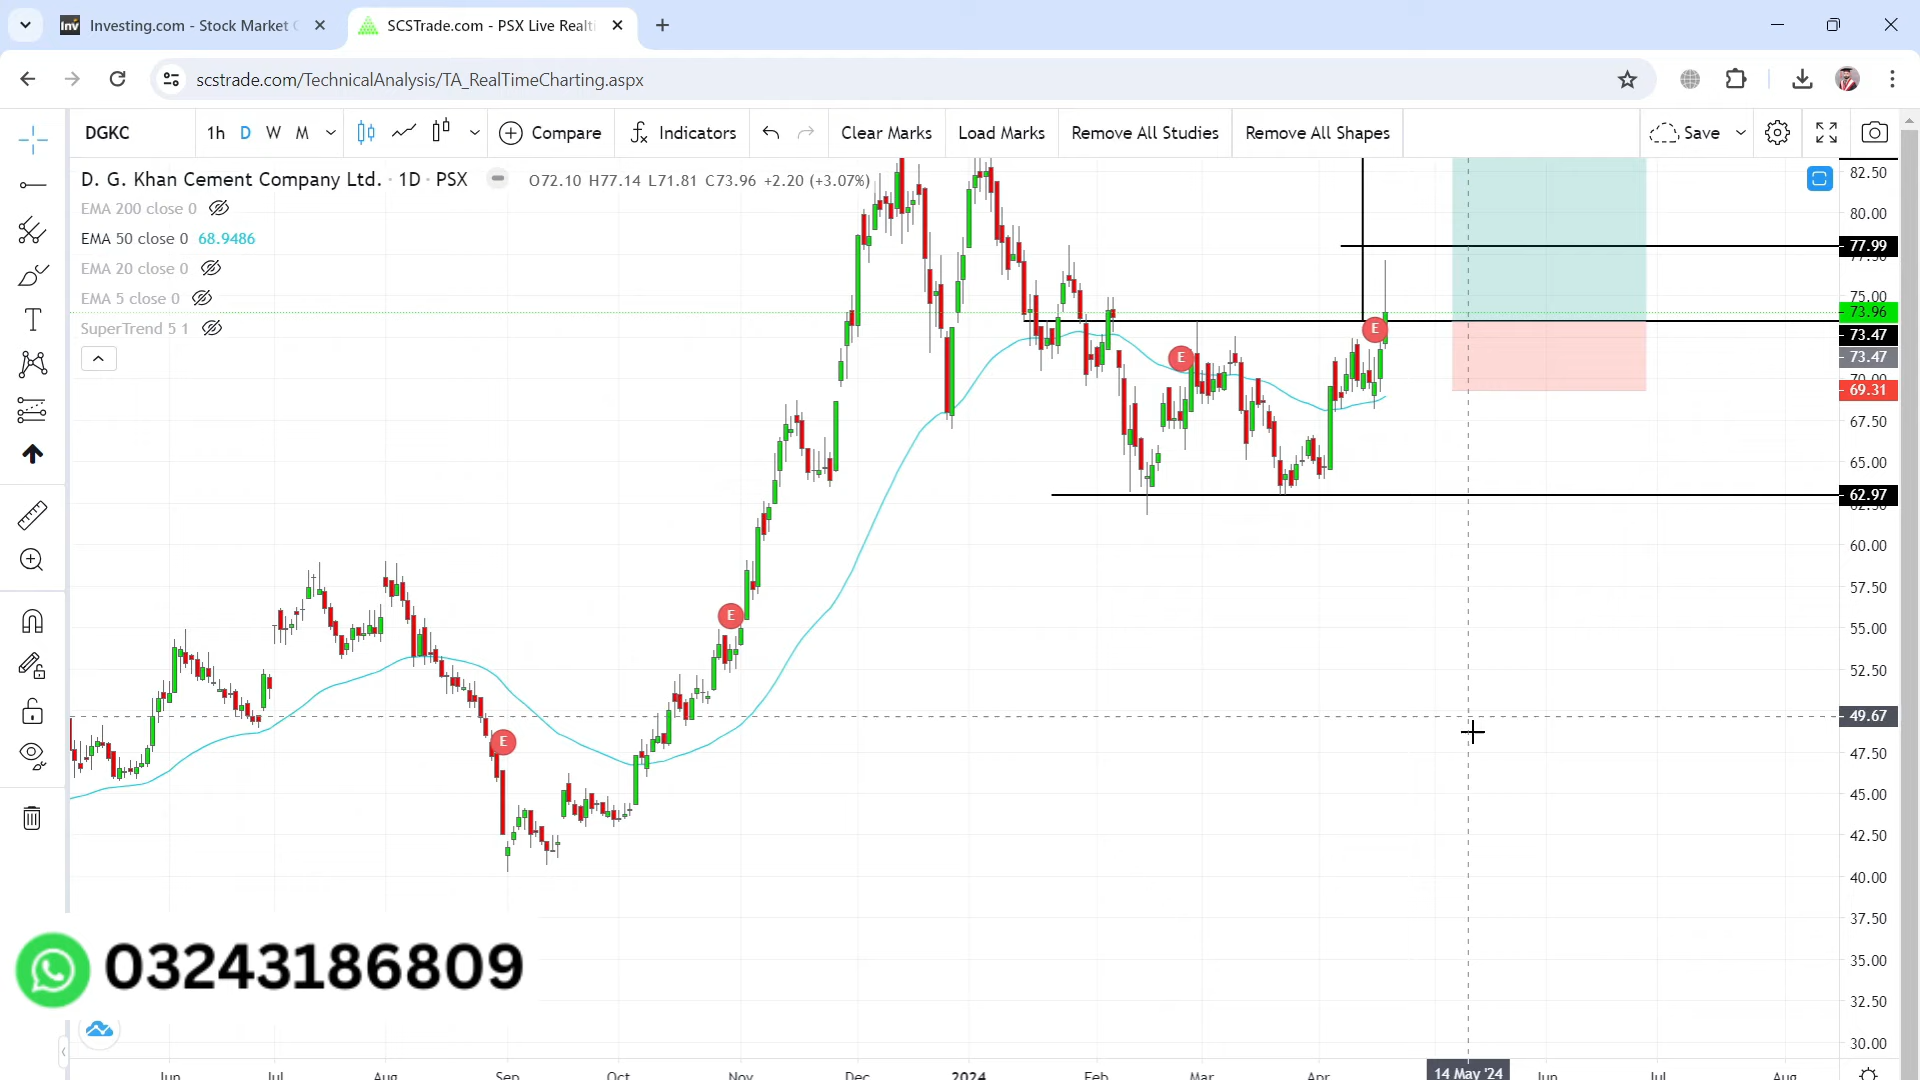 Investing.com - Stock Market
SCSTrade.com - PSX Live Realti
scstrade.com/TechnicalAnalysis/TA_RealTimeCharting.aspx
DGKC 1h D W M Compare Indicators Clear Marks Load Marks Remove All Studies Remove All Shapes Save
D. G. Khan Cement Company Ltd. · 1D · PSX O72.10 H77.14 L71.81 C73.96 +2.20 (+3.07%)
EMA 200 close 0
EMA 50 close 0 68.9486
EMA 20 close 0
EMA 5 close 0
SuperTrend 5 1
E
E
E
E
82.50
80.00
77.99
77.50
75.00
73.96
73.47
73.47
70.00
69.31
67.50
65.00
62.97
62.50
60.00
57.50
55.00
52.50
49.67
47.50
45.00
42.50
40.00
37.50
35.00
32.50
30.00
03243186809
Jun Jul Aug Sep Oct Nov Dec 2024 Feb Mar Apr 14 May '24 Jun Jul Aug